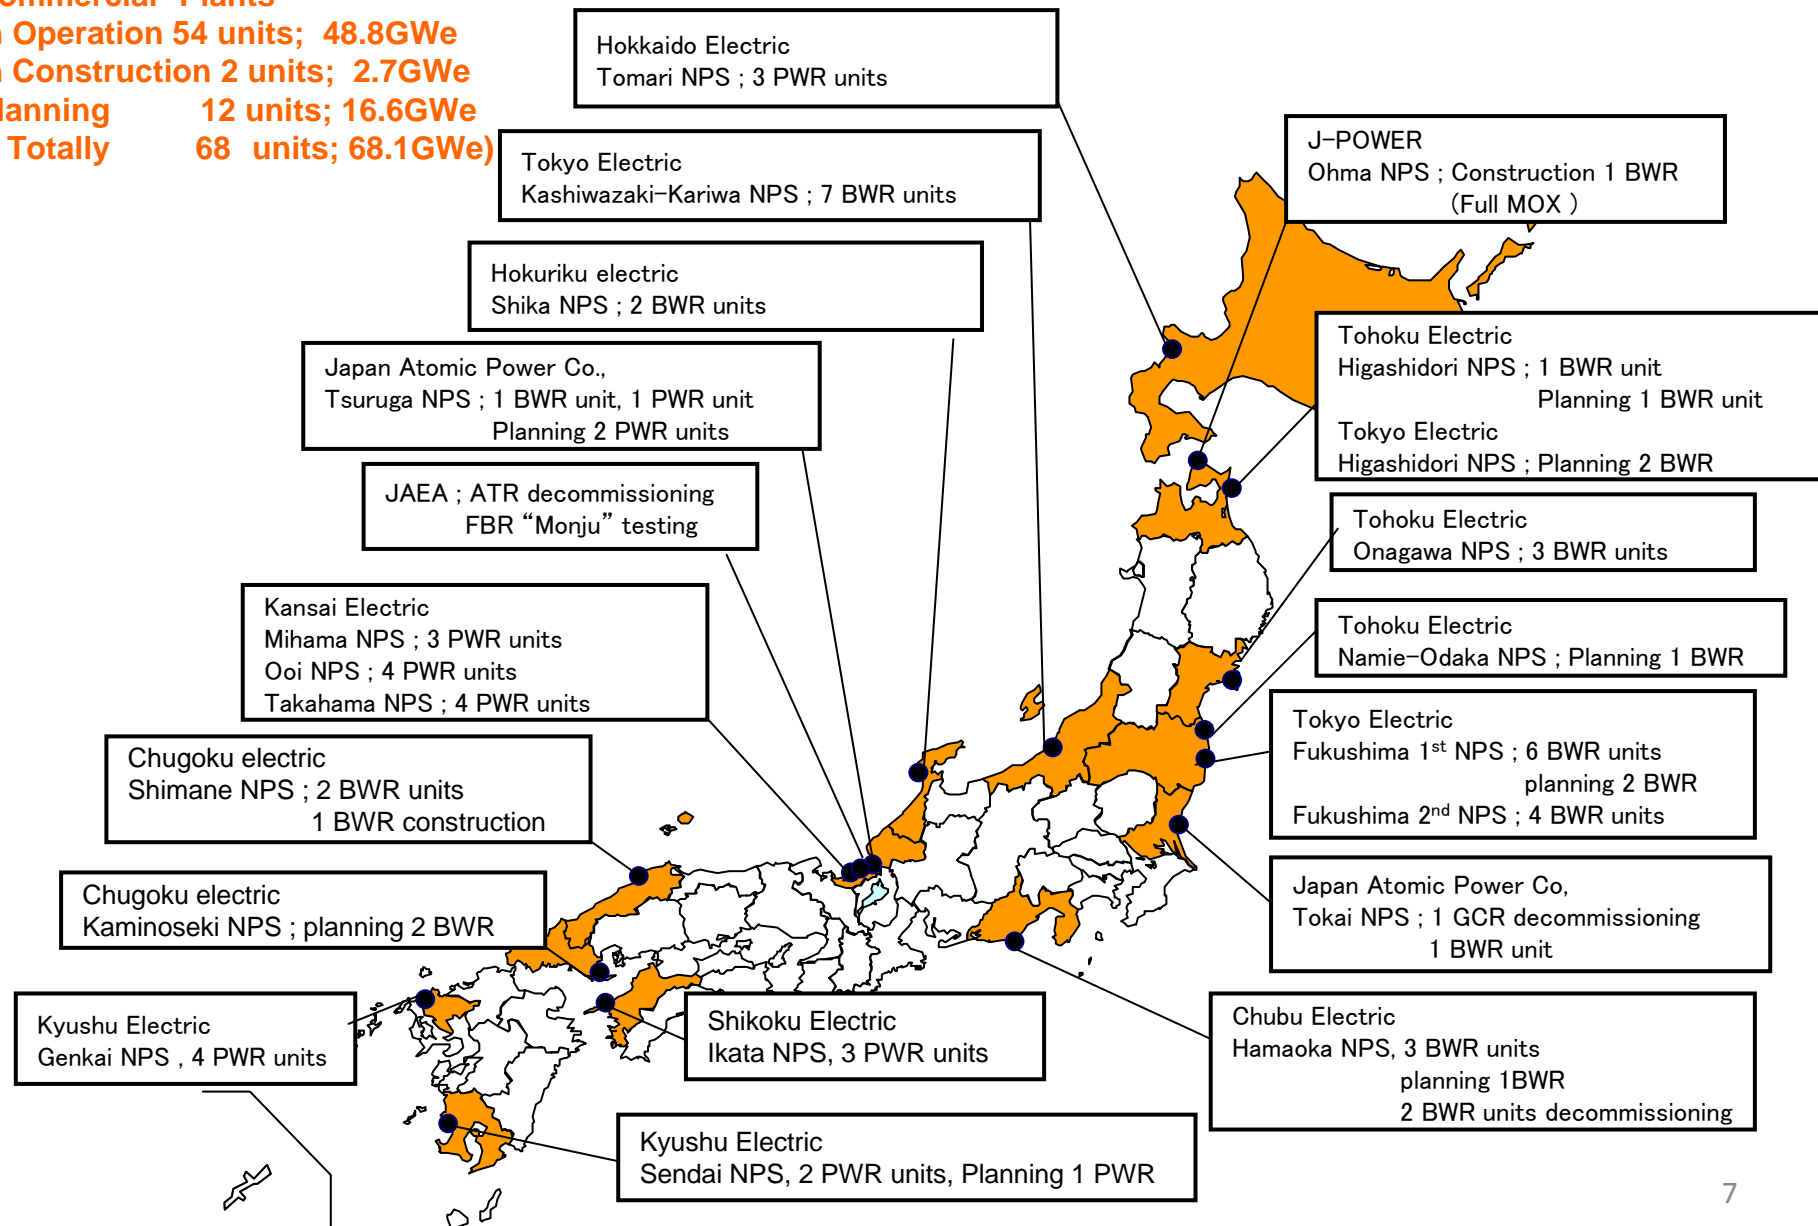 Operation 54 units; 48.8GWe
Construction 2 units; 2.7GWe
12 units; 16.6GWe
Totally 68 units; 68.1GWe)
Hokkaido Electric
Tomari NPS ; 3 PWR units
J-POWER
Ohma NPS ; Construction 1 BWR
(Full MOX )
Tokyo Electric
Kashiwazaki-Kariwa NPS ; 7 BWR units
Hokuriku electric
Shika NPS ; 2 BWR units
Japan Atomic Power Co.,
Tsuruga NPS ; 1 BWR unit, 1 PWR unit
Planning 2 PWR units
Tohoku Electric
Higashidori NPS ; 1 BWR unit
Planning 1 BWR unit
Tokyo Electric
Higashidori NPS ; Planning 2 BWR
JAEA ; ATR decommissioning
FBR “Monju” testing
Tohoku Electric
Onagawa NPS ; 3 BWR units
Kansai Electric
Mihama NPS ; 3 PWR units
Ooi NPS ; 4 PWR units
Takahama NPS ; 4 PWR units
Tohoku Electric
Namie-Odaka NPS ; Planning 1 BWR
Tokyo Electric
Fukushima 1st NPS ; 6 BWR units
planning 2 BWR
Fukushima 2nd NPS ; 4 BWR units
Chugoku electric
Shimane NPS ; 2 BWR units
1 BWR construction
Chugoku electric
Kaminoseki NPS ; planning 2 BWR
Japan Atomic Power Co,
Tokai NPS ; 1 GCR decommissioning
1 BWR unit
Kyushu Electric
Genkai NPS , 4 PWR units
Shikoku Electric
Ikata NPS, 3 PWR units
Chubu Electric
Hamaoka NPS, 3 BWR units
planning 1BWR
2 BWR units decommissioning
Kyushu Electric
Sendai NPS, 2 PWR units, Planning 1 PWR
7